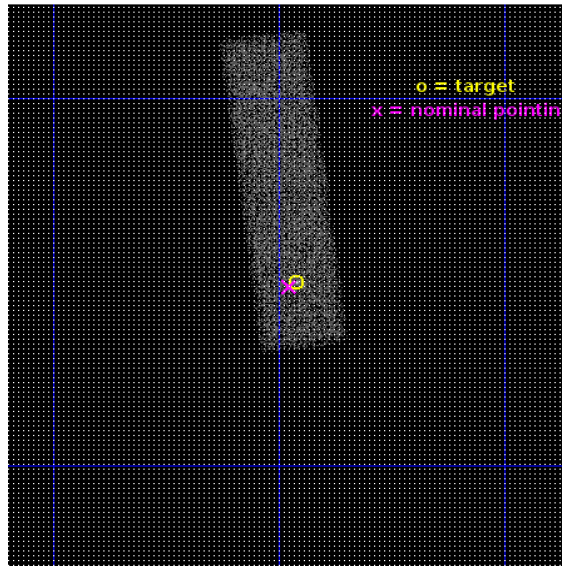 o = target
x = nominal pointin